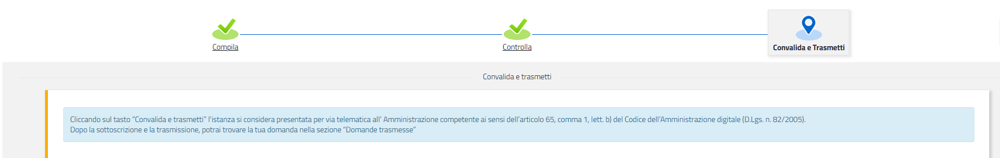 Compila
Controlla
Convalida e Trasmetti
Convalida e trasmetti
Cliccando sul tasto “Convalida e trasmetti” l'istanza si considera presentata per via telematica all’ Amministrazione competente ai sensi dell’articolo 65, comma 1, lett. b) del Codice dell’Amministrazione digitale (D.Lgs. n. 82/2005).
Dopo la sottoscrizione e la trasmissione, potrai trovare la tua domanda nella sezione “Domande trasmesse”